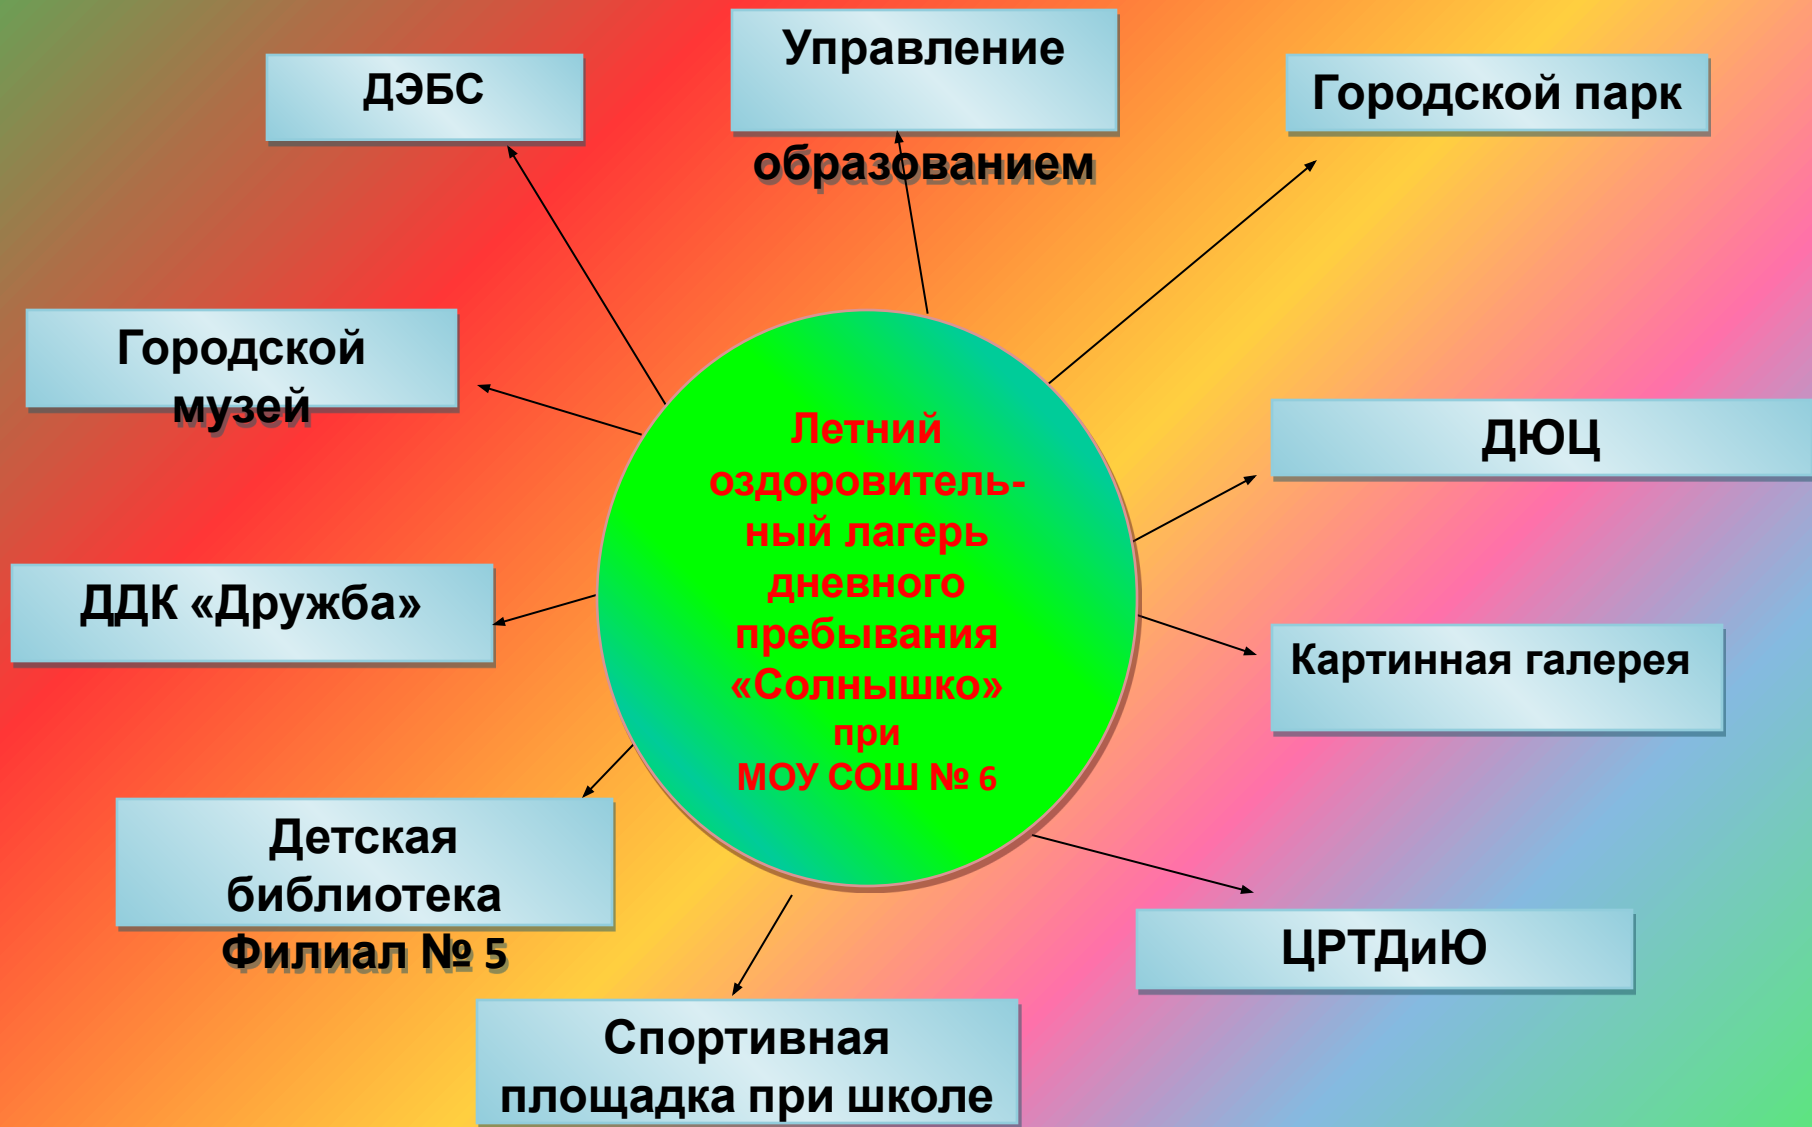 Управление
образованием
ДЭБС
Городской парк
Городской
музей
ДЮЦ
ДДК «Дружба»
Картинная галерея
Летний
оздоровитель-
ный лагерь
дневного
пребывания
«Солнышко»
при
МОУ СОШ № 6
Детская
библиотека
Филиал № 5
ЦРТДиЮ
Спортивная
площадка при школе